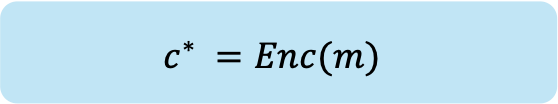 c* = Enc(m)